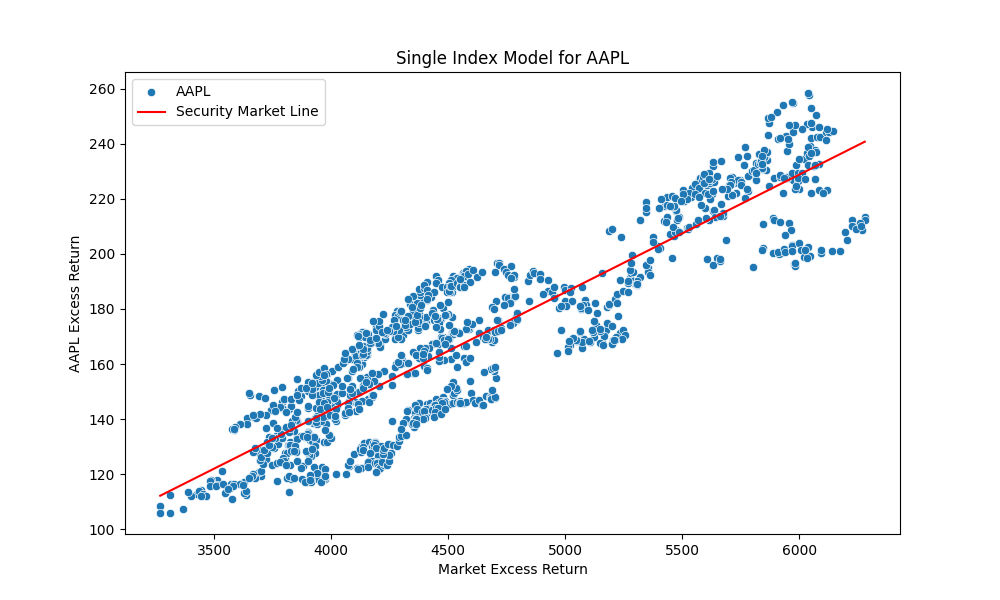 Single Index Model for AAPL
AAPL
Security Market Line
AAPL Excess Return
260
240
220
200
180
160
140
120
100
3500 4000 4500 5000 5500 6000
Market Excess Return